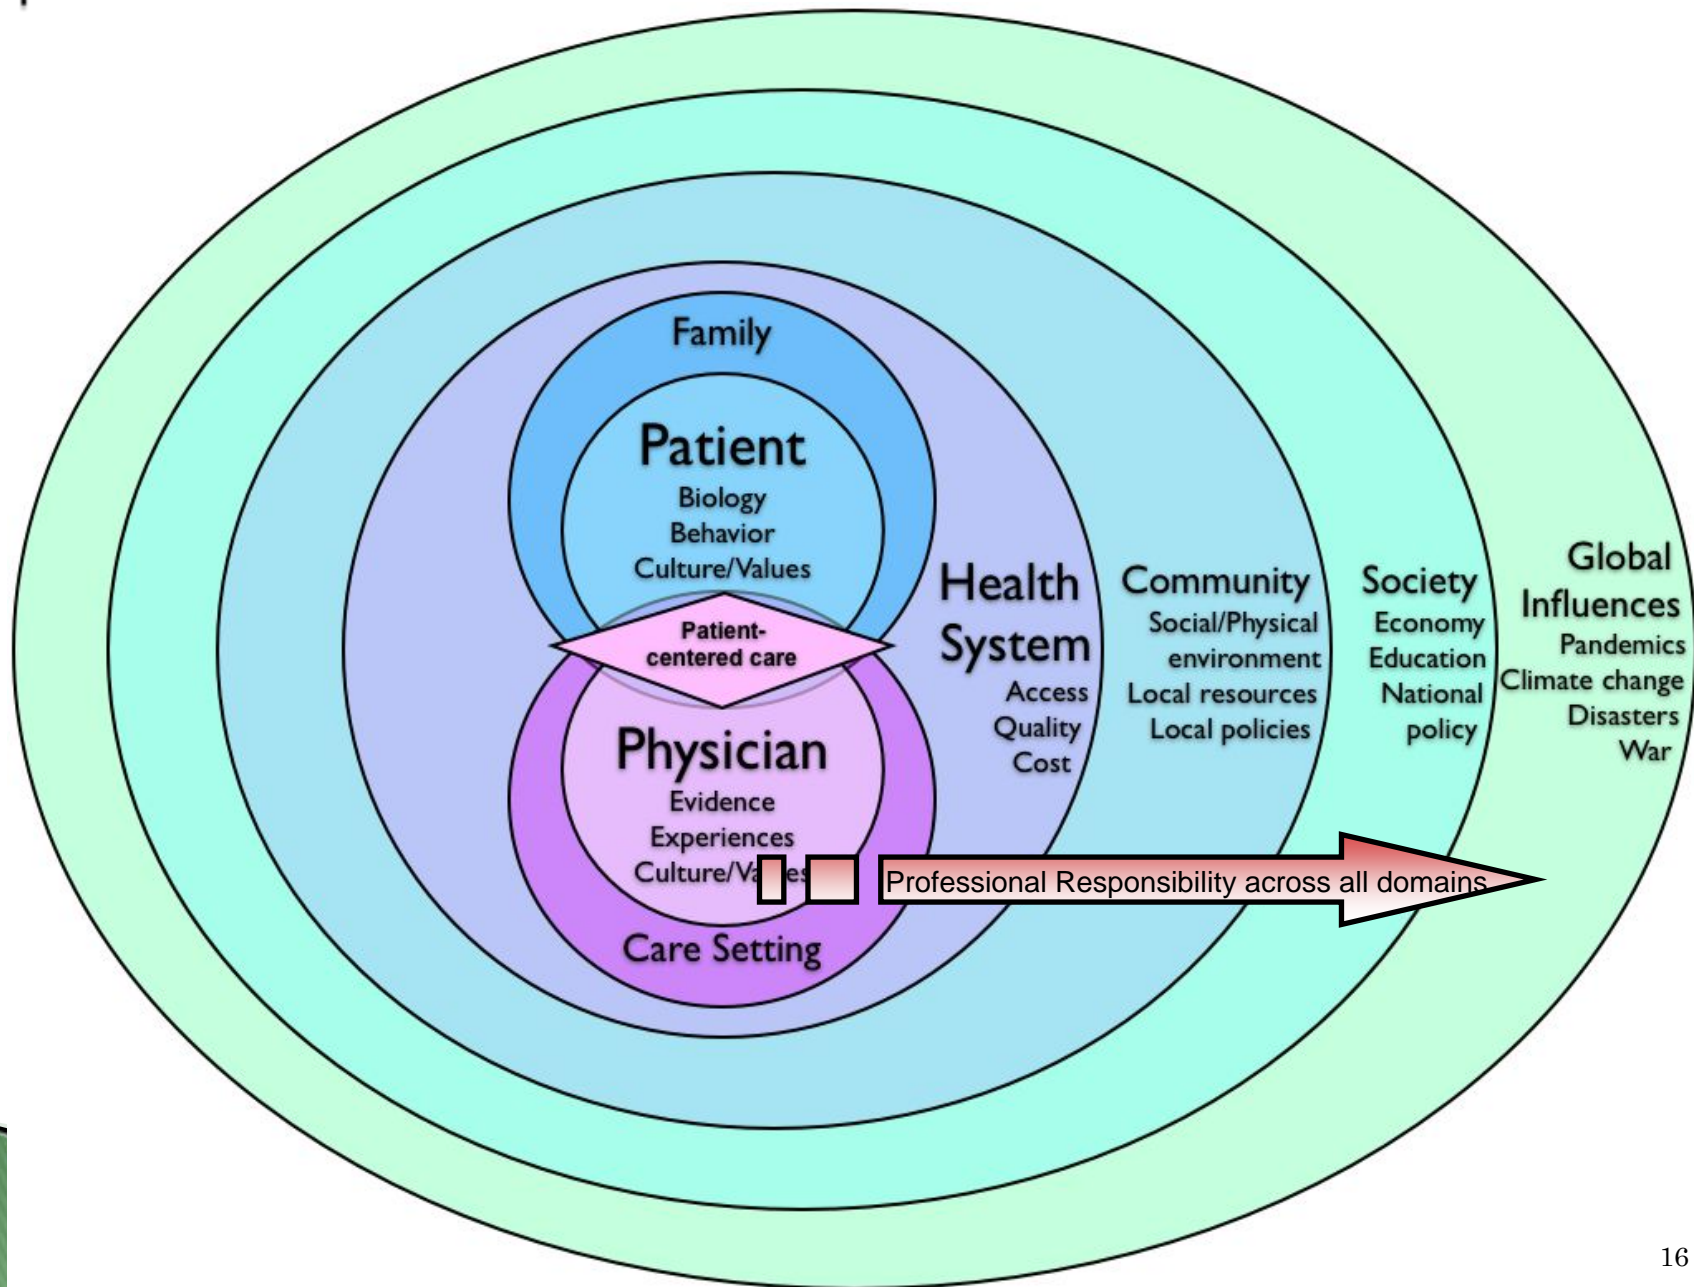 Family
Patient
Biology
Behavior
Culture/Values
Patient-
centered care
Physician
Evidence
Experiences
Culture/Values
Care Setting
Health
System
Access
Quality
Cost
Community
Social/Physical
environment
Local resources
Local policies
Society
Economy
Education
National
policy
Global
Influences
Pandemics
Climate change
Disasters
War
Professional Responsibility across all domains
16